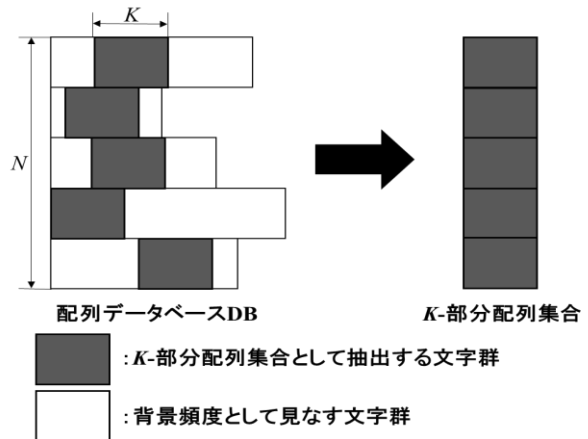 K
N
配列データベースDB
K-部分配列集合
:K-部分配列集合として抽出する文字群
:背景頻度として見なす文字群